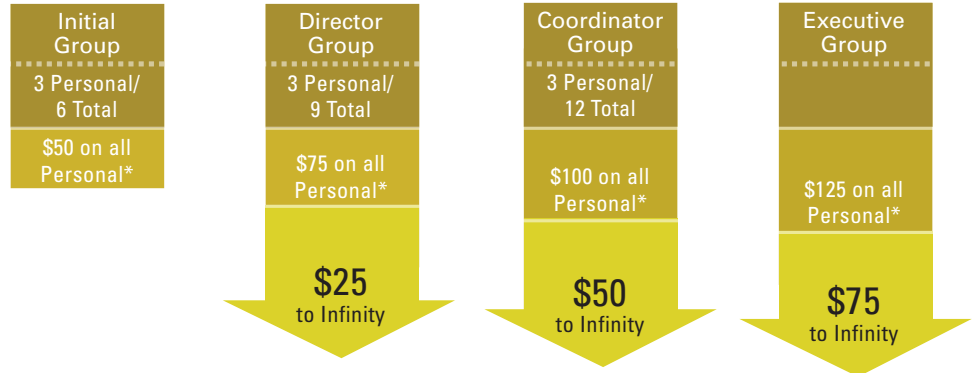 Initial
Group
3 Personal/
6 Total
$50 on all
Personal*
Director
Group
3 Personal/
9 Total
$75 on all
Personal*
$25
to Infinity
Coordinator
Group
3 Personal/
12 Total
$100 on all
Personal*
$50
to Infinity
Executive
Group
$125 on all
Personal*
$75
to Infinity